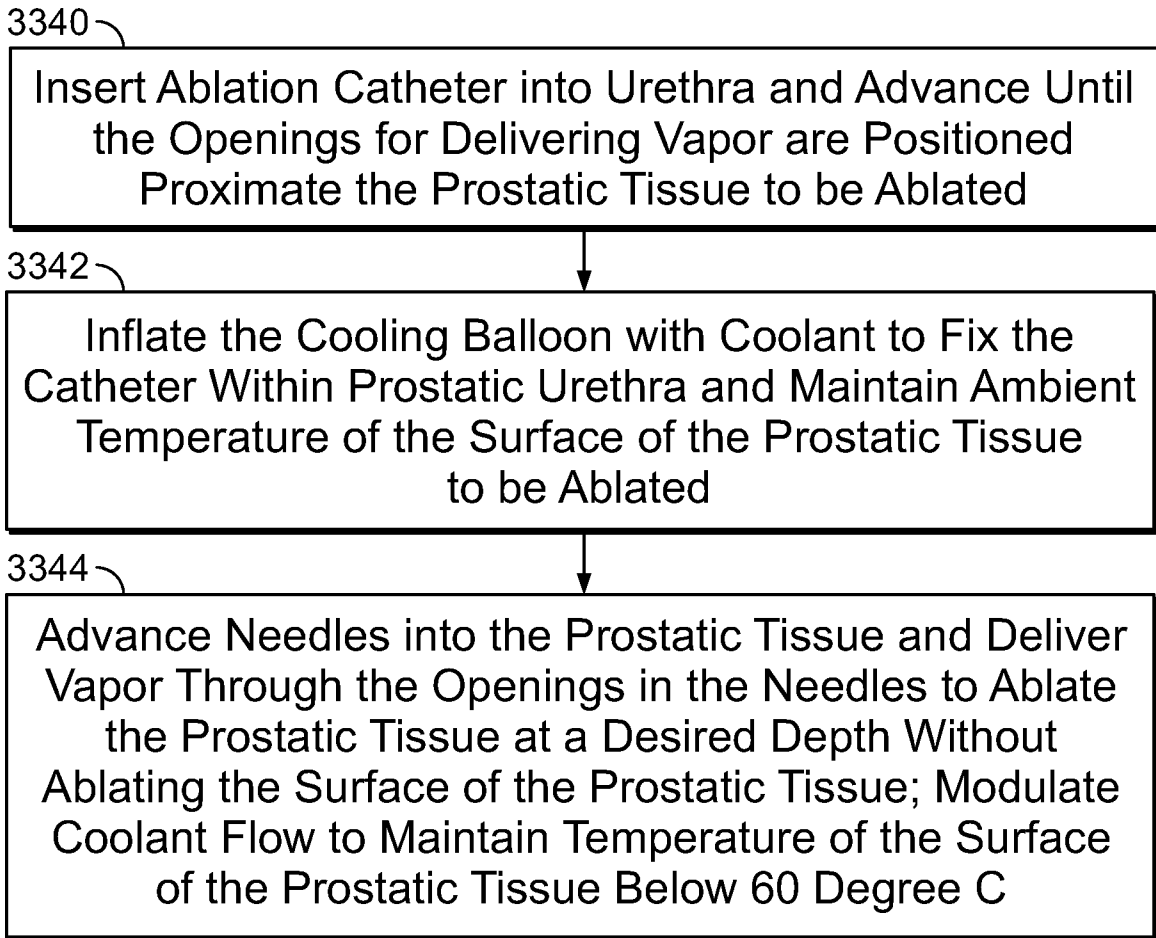 3340
Insert Ablation Catheter into Urethra and Advance Until
the Openings for Delivering Vapor are Positioned
Proximate the Prostatic Tissue to be Ablated
3342
Inflate the Cooling Balloon with Coolant to Fix the
Catheter Within Prostatic Urethra and Maintain Ambient
Temperature of the Surface of the Prostatic Tissue
to be Ablated
3344
Advance Needles into the Prostatic Tissue and Deliver
Vapor Through the Openings in the Needles to Ablate
the Prostatic Tissue at a Desired Depth Without
Ablating the Surface of the Prostatic Tissue; Modulate
Coolant Flow to Maintain Temperature of the Surface
of the Prostatic Tissue Below 60 Degree C